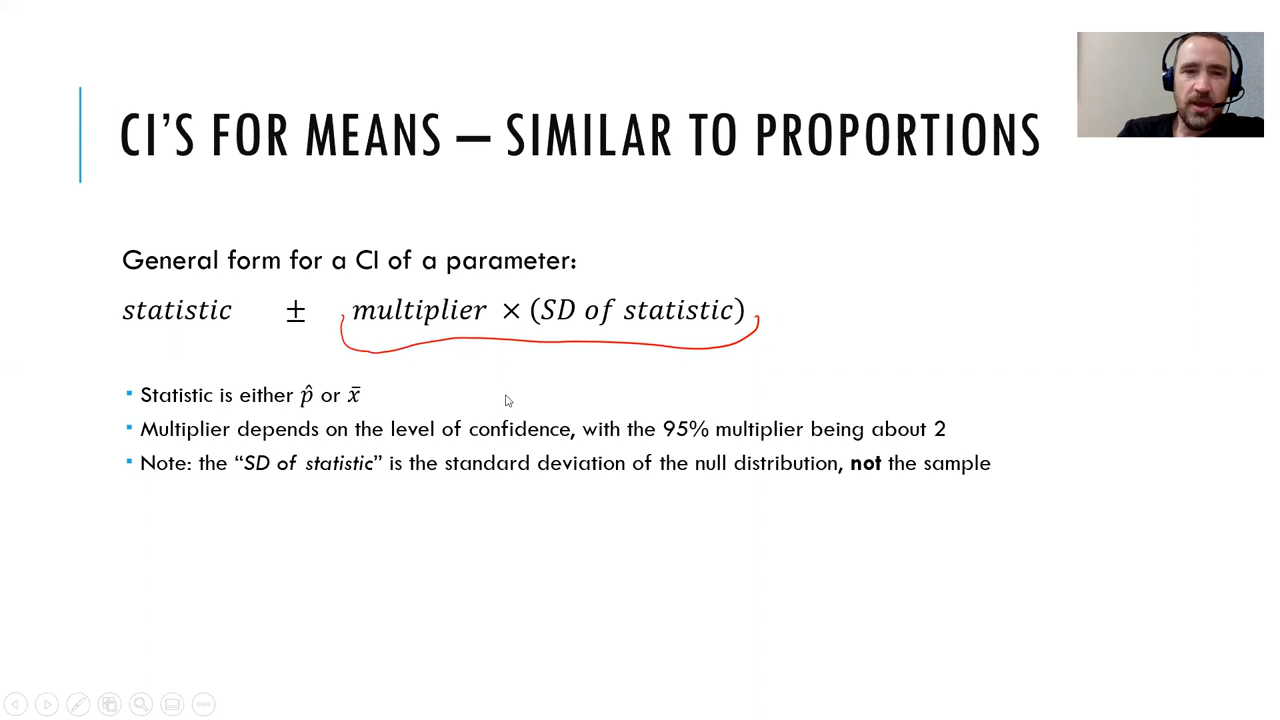 CI'S FOR MEANS – SIMILAR TO PROPORTIONS
General form for a CI of a parameter:
statistic ± multiplier × (SD of statistic)
▪ Statistic is either p̂ or x̄
▪ Multiplier depends on the level of confidence, with the 95% multiplier being about 2
▪ Note: the “SD of statistic” is the standard deviation of the null distribution, not the sample